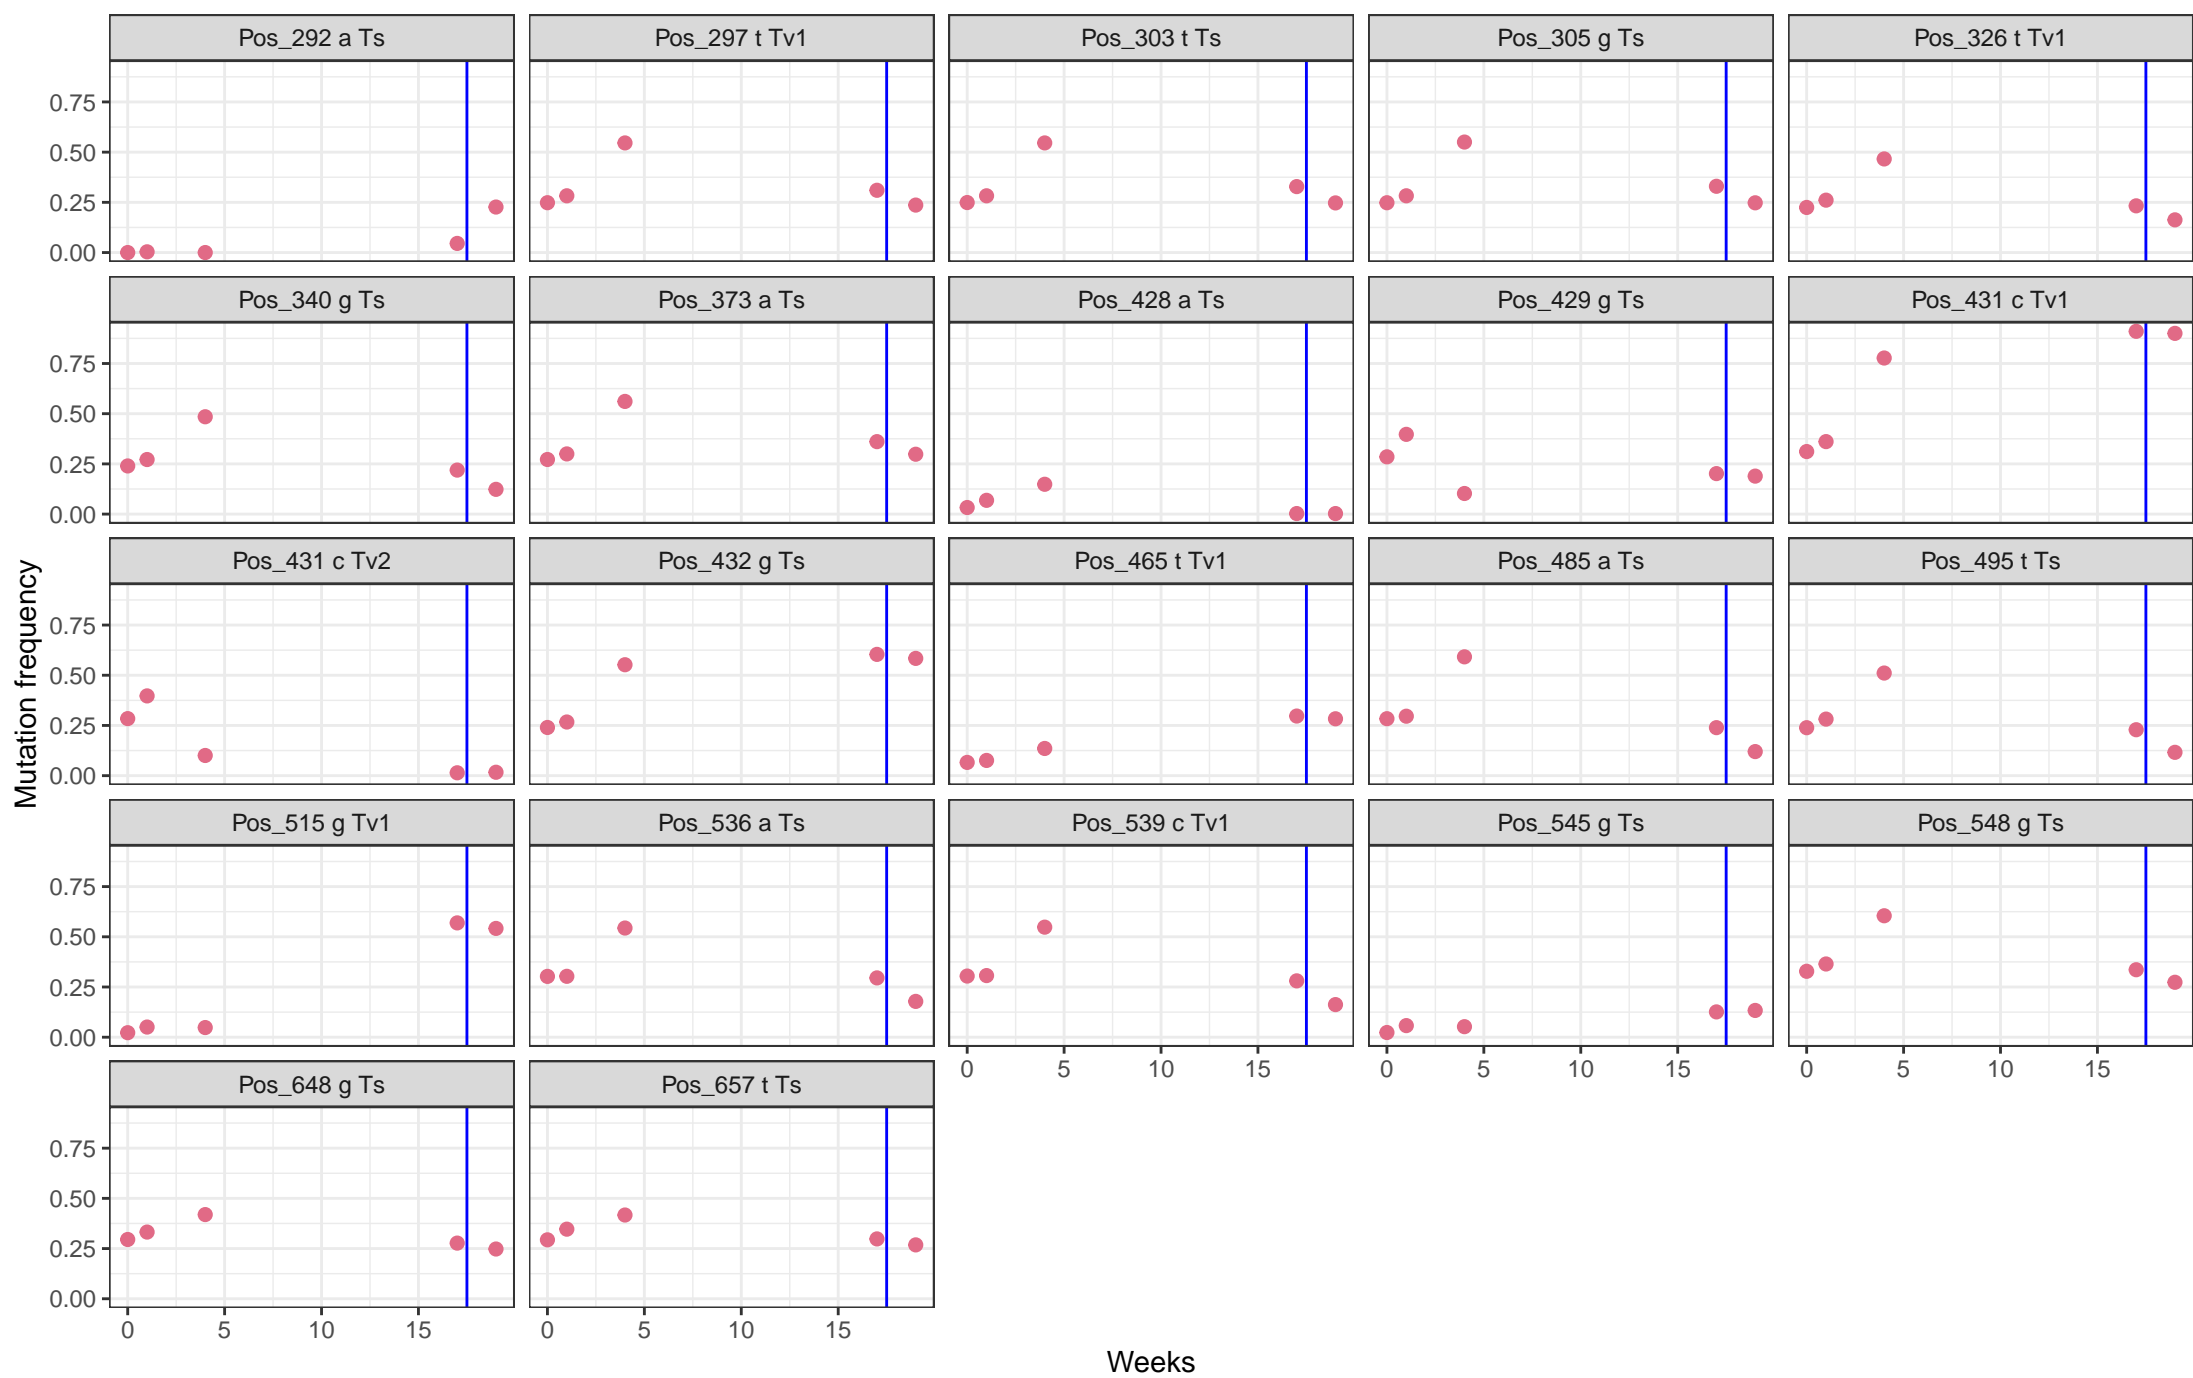 Pos_292 a Ts
Pos_297 t Tv1
Pos_303 t Ts
Pos_305 g Ts
Pos_326 t Tv1
0.75
0.50
0.25
0.00
Pos_340 g Ts
Pos_373 a Ts
Pos_428 a Ts
Pos_429 g Ts
Pos_431 c Tv1
0.75
0.50
0.25
0.00
Pos_431 c Tv2
Pos_432 g Ts
Pos_465 t Tv1
Pos_485 a Ts
Pos_495 t Ts
0.75
0.50
0.25
0.00
Mutation frequency
Pos_515 g Tv1
Pos_536 a Ts
Pos_539 c Tv1
Pos_545 g Ts
Pos_548 g Ts
0.75
0.50
0.25
0.00
0 5 10 15
0 5 10 15
0 5 10 15
Pos_648 g Ts
Pos_657 t Ts
0.75
0.50
0.25
0.00
0 5 10 15
0 5 10 15
Weeks